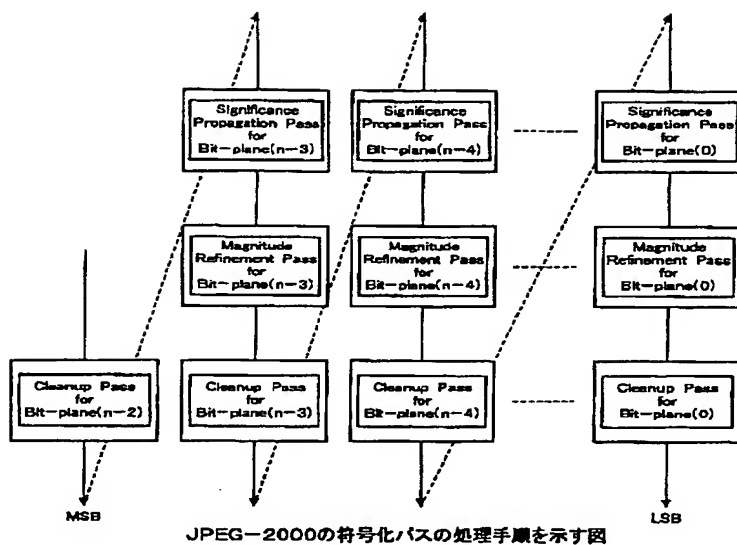 Significance
Propagation Pass
for
Bit-plane(n-3)
Significance
Propagation Pass
for
Bit-plane(n-4)
Significance
Propagation Pass
for
Bit-plane(0)
Magnitude
Refinement Pass
for
Bit-plane(n-3)
Magnitude
Refinement Pass
for
Bit-plane(n-4)
Magnitude
Refinement Pass
for
Bit-plane(0)
Cleanup Pass
for
Bit-plane(n-2)
Cleanup Pass
for
Bit-plane(n-3)
Cleanup Pass
for
Bit-plane(n-4)
Cleanup Pass
for
Bit-plane(0)
MSB
LSB
JPEG-2000の符号化パスの処理手順を示す図